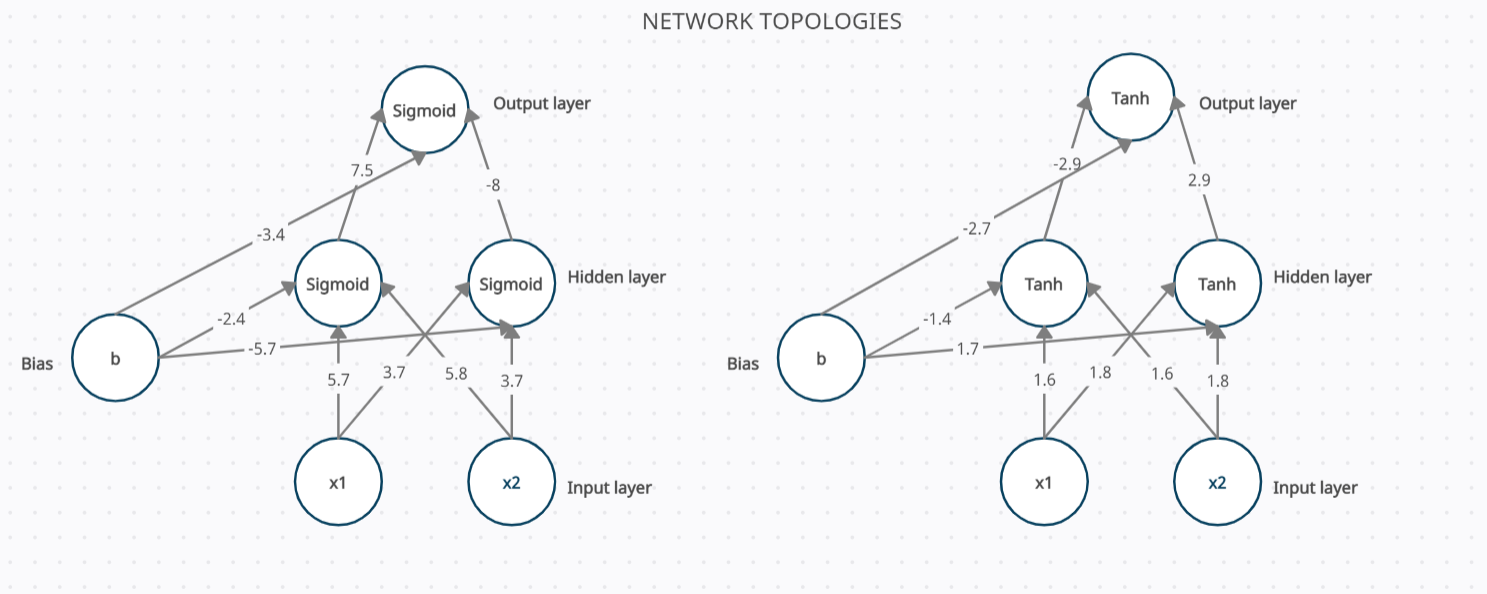 NETWORK TOPOLOGIES
Sigmoid
Output layer
7.5
-8
-3.4
Sigmoid
Sigmoid
Hidden layer
-2.4
-5.7
Bias
b
5.7
3.7
5.8
3.7
x1
x2
Input layer
Tanh
Output layer
-2.9
2.9
-2.7
Tanh
Tanh
Hidden layer
-1.4
1.7
Bias
b
1.6
1.8
1.6
1.8
x1
x2
Input layer